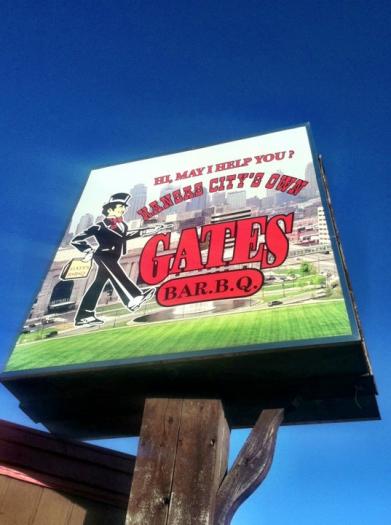 HI, MAY I HELP YOU?
KANSAS CITY'S OWN
GATES
BAR.B.Q.